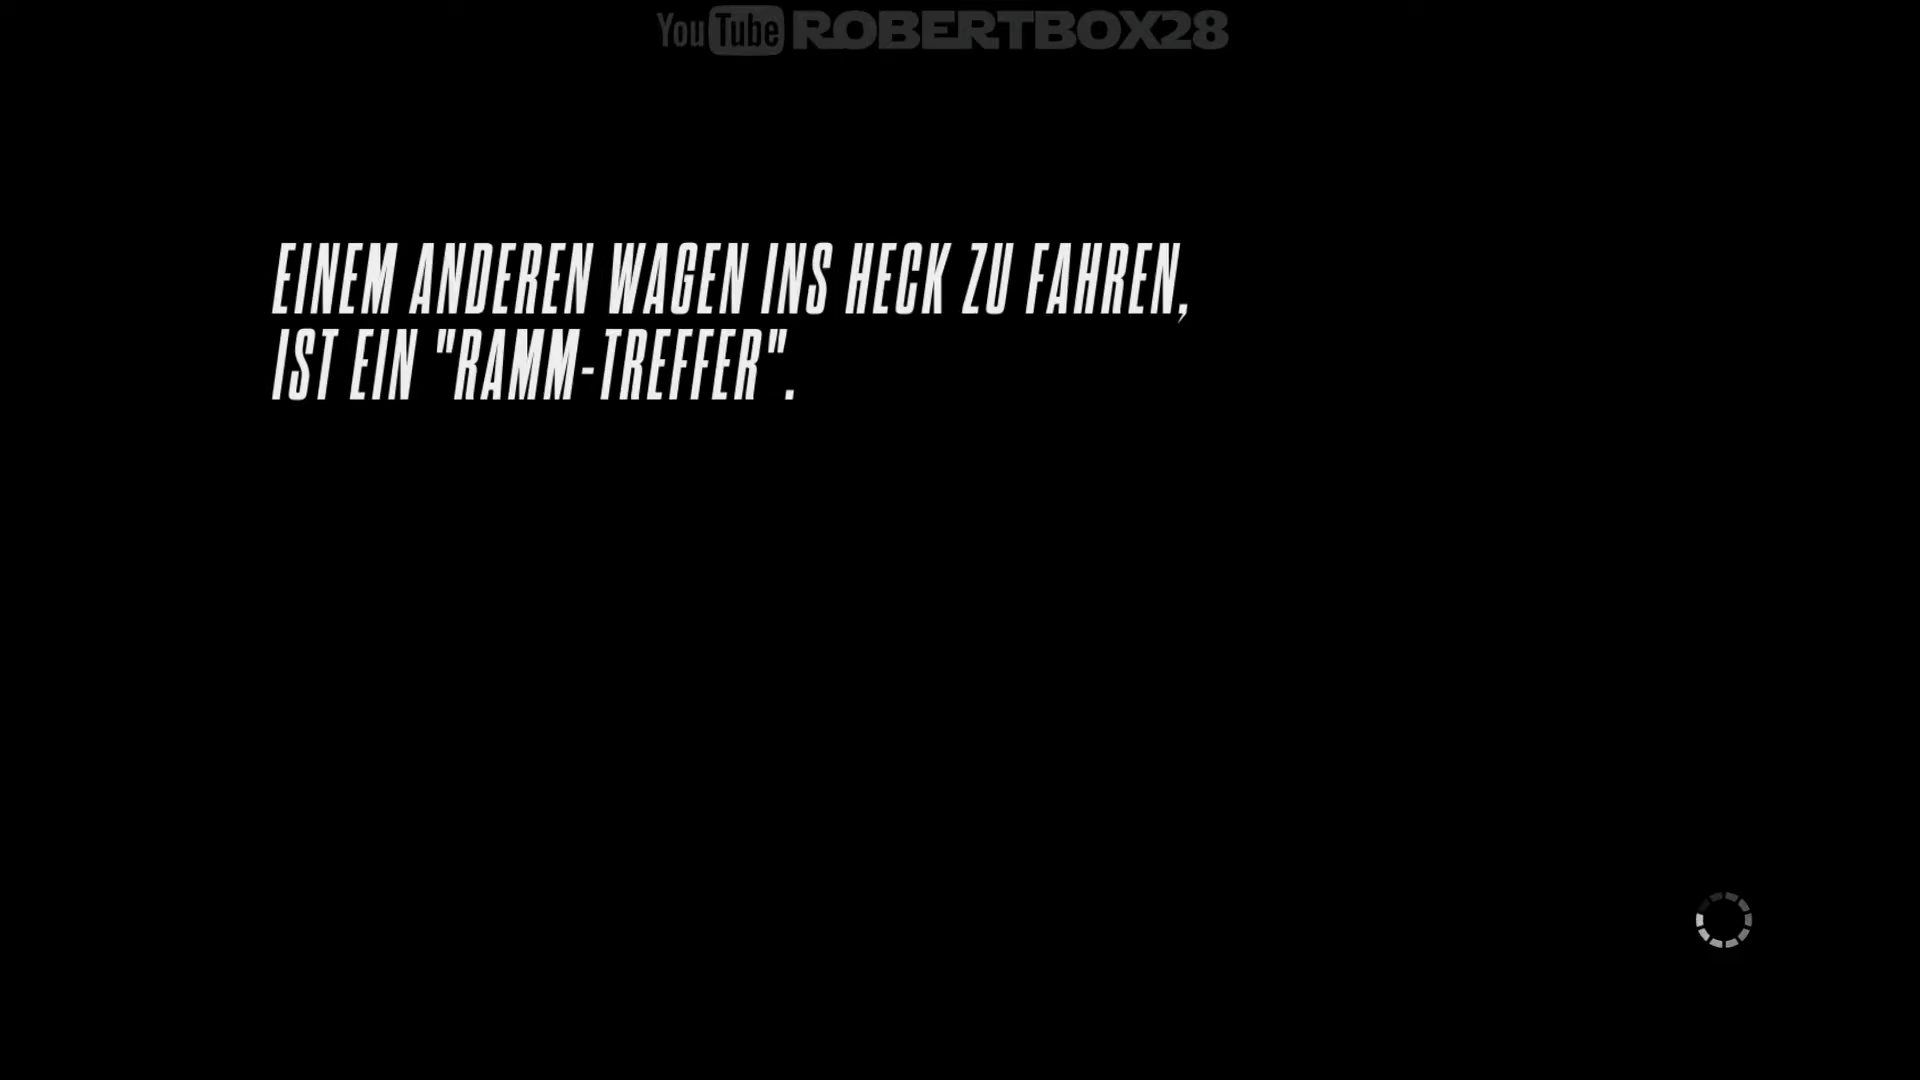 YouTube ROBERTBOX28
EINEM ANDEREN WAGEN INS HECK ZU FAHREN,
IST EIN "RAMM-TREFFER".